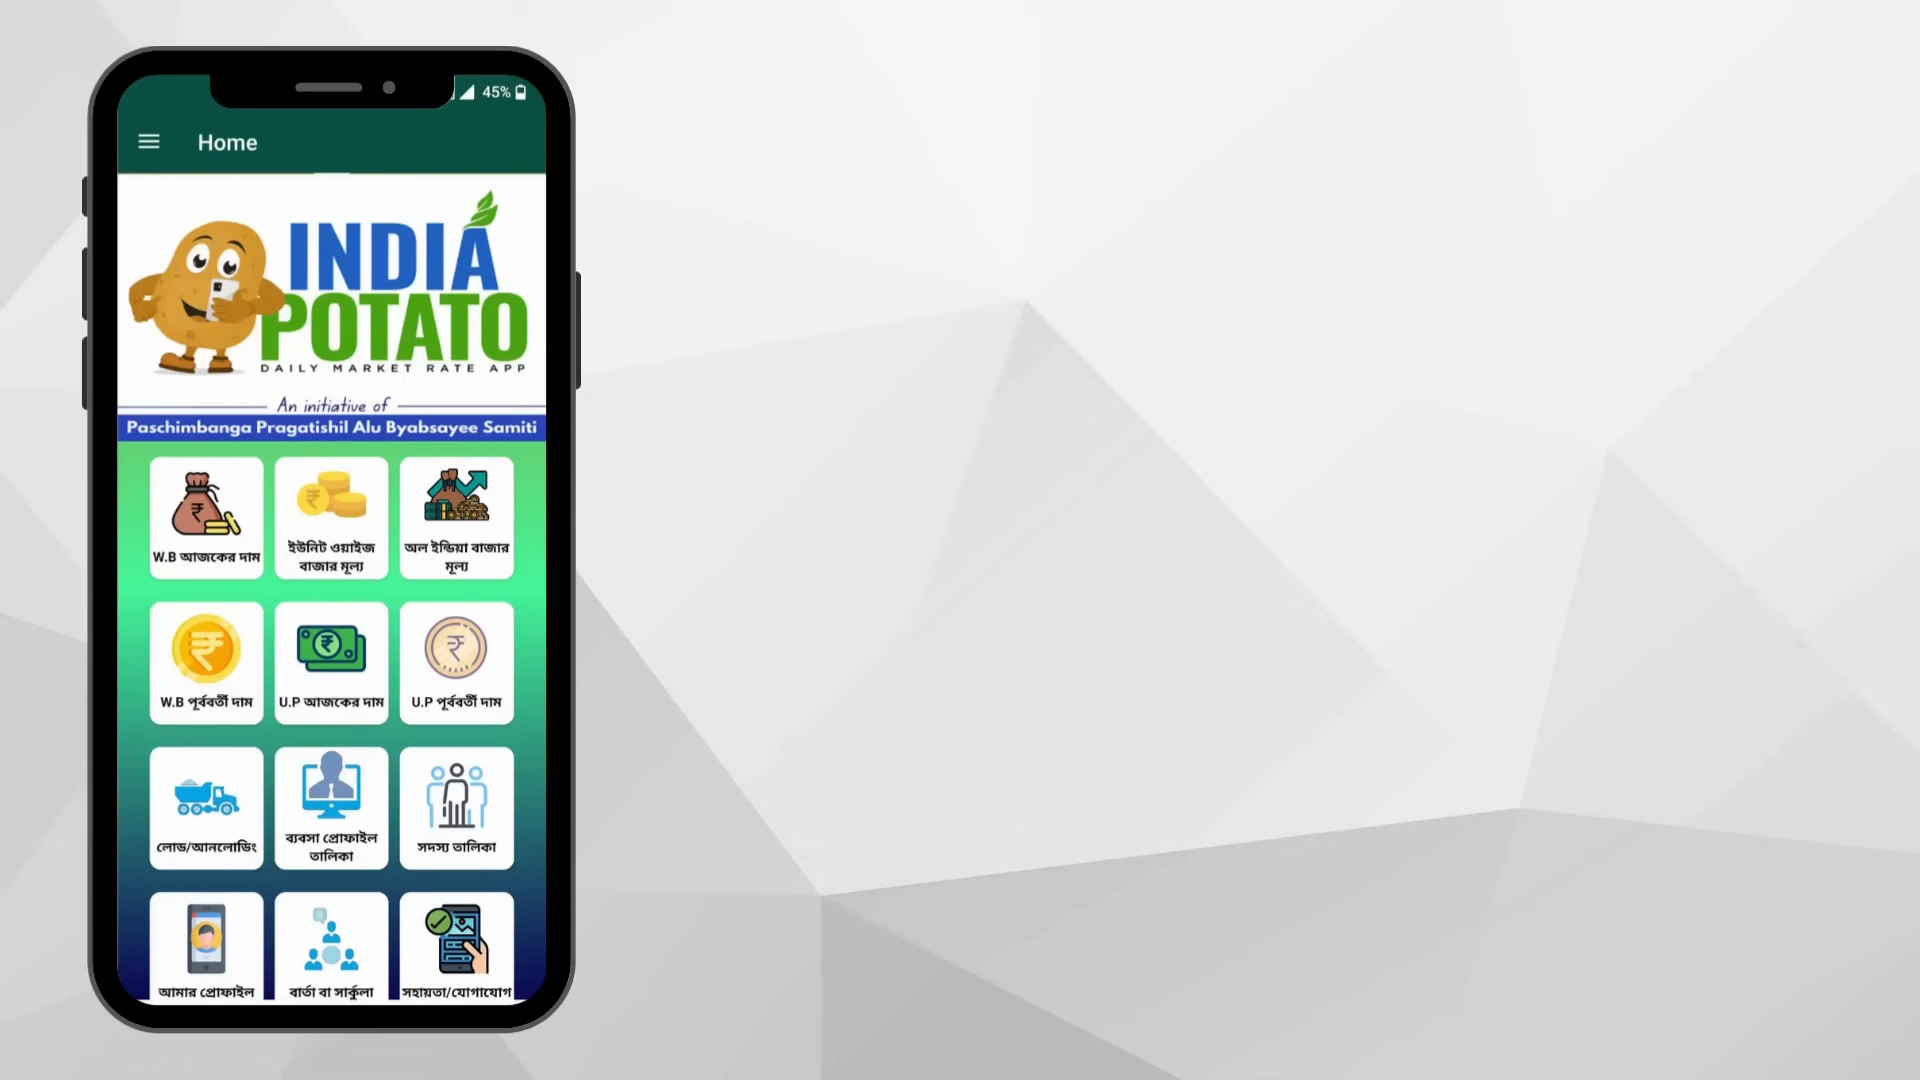 45%
Home
INDIA
POTATO
DAILY MARKET RATE APP
An initiative of
Paschimbanga Pragatishil Alu Byabsayee Samiti
W.B আজকের দাম
ইউনিট ওয়াইজ
বাজার মূল্য
অল ইন্ডিয়া বাজার
মূল্য
W.B পূর্ববর্তী দাম
U.P আজকের দাম
U.P পূর্ববর্তী দাম
লোড/আনলোডিং
ব্যবসা প্রোফাইল
তালিকা
সদস্য তালিকা
আমার প্রোফাইল
বার্তা বা সার্কুলা
সহায়তা/যোগাযোগ